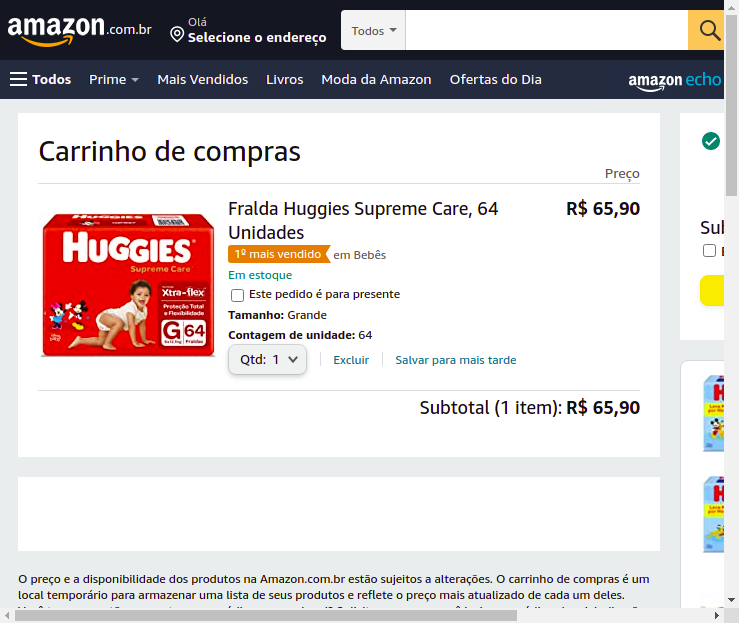 amazon.com.br
Olá
Selecione o endereço
Todos
Todos
Prime
Mais Vendidos
Livros
Moda da Amazon
Ofertas do Dia
amazon echo
Carrinho de compras
Preço
HUGGIES
Supreme Care
Xtra-flex
Proteção Total
e Flexibilidade
G 64
Fraldas
Fralda Huggies Supreme Care, 64
Unidades
R$ 65,90
1º mais vendido em Bebês
Em estoque
Este pedido é para presente
Tamanho: Grande
Contagem de unidade: 64
Qtd: 1
Excluir
Salvar para mais tarde
Subtotal (1 item): R$ 65,90
O preço e a disponibilidade dos produtos na Amazon.com.br estão sujeitos a alterações. O carrinho de compras é um
local temporário para armazenar uma lista de seus produtos e reflete o preço mais atualizado de cada um deles.